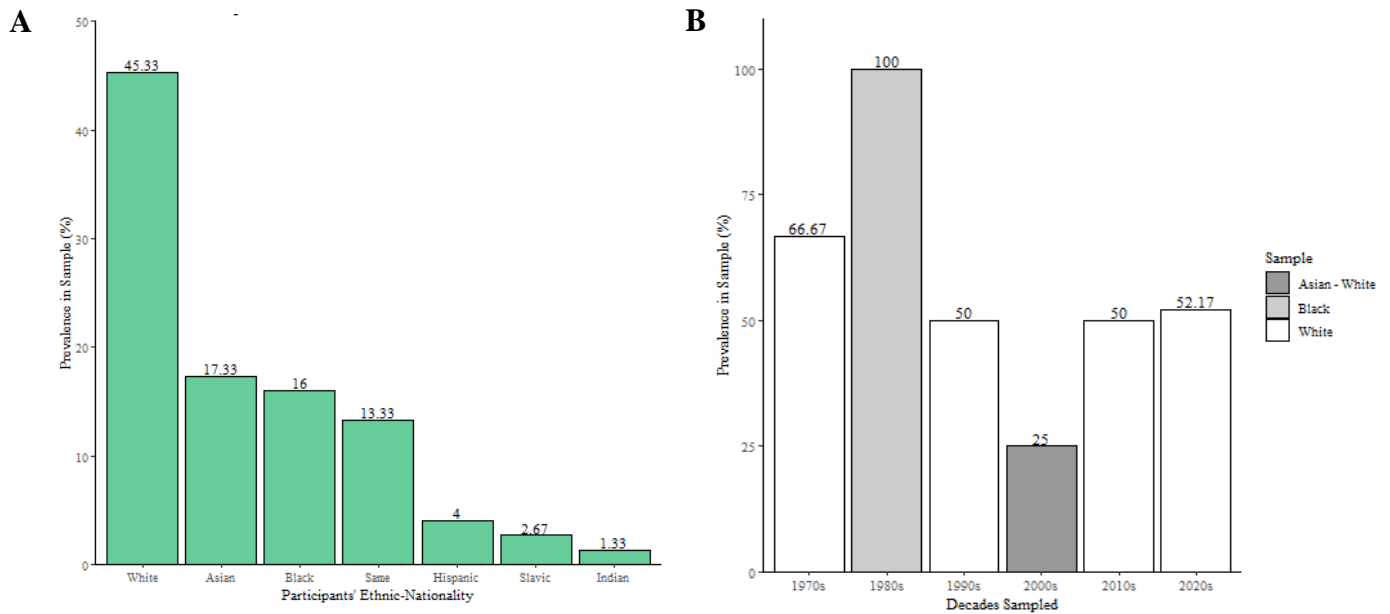 A
50
40
30
20
10
0
Prevalence in Sample (%)
45.33
17.33
16
13.33
4
2.67
1.33
White Asian Black Same Hispanic Slavic Indian
Participants' Ethnic-Nationality
B
100
75
50
25
0
Prevalence in Sample (%)
66.67
100
50
25
50
52.17
1970s 1980s 1990s 2000s 2010s 2020s
Decades Sampled
Sample
Asian - White
Black
White